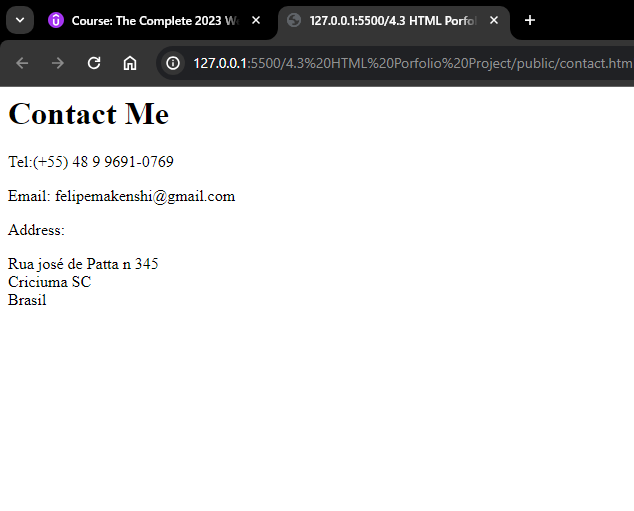 Course: The Complete 2023 We
127.0.0.1:5500/4.3 HTML Porfol
127.0.0.1:5500/4.3%20HTML%20Porfolio%20Project/public/contact.htm
Contact Me
Tel:(+55) 48 9 9691-0769
Email: felipemakenshi@gmail.com
Address:
Rua josé de Patta n 345
Criciuma SC
Brasil